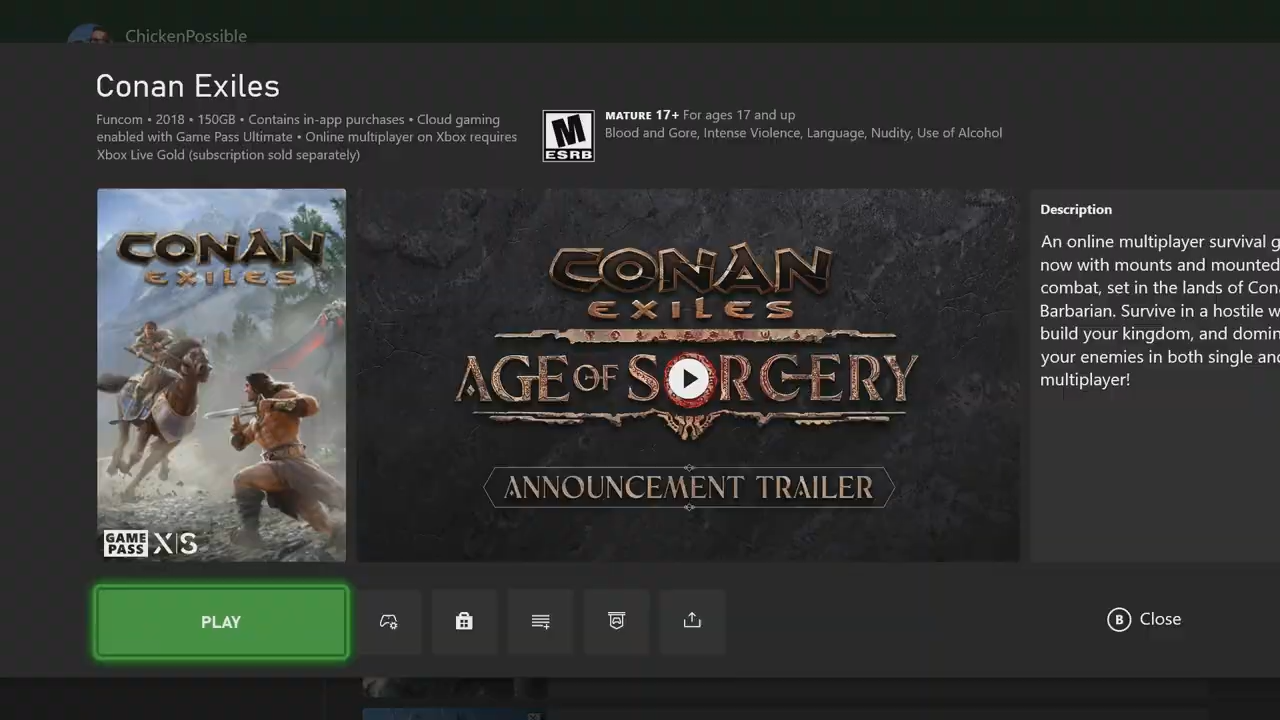 ChickenPossible
Conan Exiles
Funcom • 2018 • 150GB • Contains in-app purchases • Cloud gaming
enabled with Game Pass Ultimate • Online multiplayer on Xbox requires
Xbox Live Gold (subscription sold separately)
M
ESRB
MATURE 17+ For ages 17 and up
Blood and Gore, Intense Violence, Language, Nudity, Use of Alcohol
CONAN
EXILES
GAME
PASS
X|S
CONAN
EXILES
AGE OF SORCERY
ANNOUNCEMENT TRAILER
Description
An online multiplayer survival
now with mounts and mounted
combat, set in the lands of
Barbarian. Survive in a hostile
build your kingdom, and
your enemies in both single
multiplayer!
PLAY
B Close